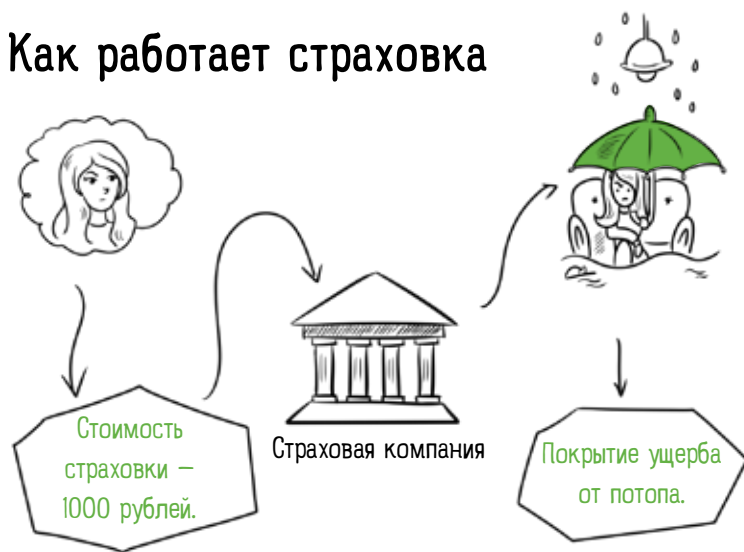 Как работает страховка
Стоимость
страховки –
1000 рублей.
Страховая компания
Покрытие ущерба
от потопа.